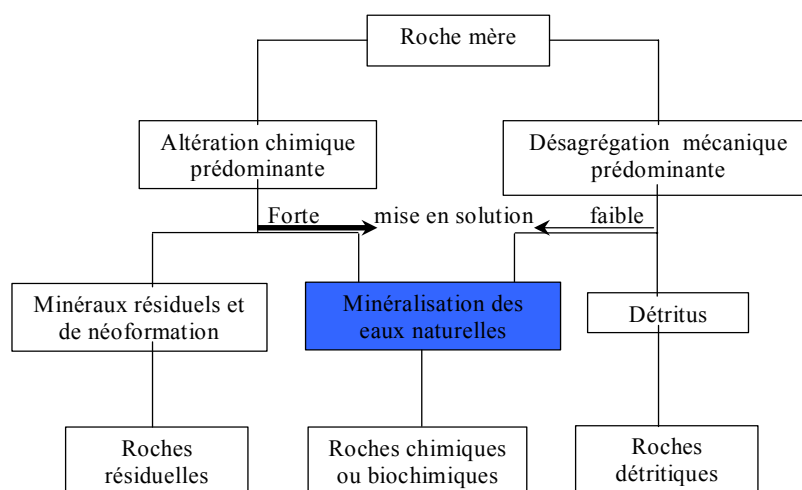 Roche mère
Altération chimique
prédominante
Désagrégation mécanique
prédominante
Forte mise en solution faible
Minéraux résiduels et
de néoformation
Minéralisation des
eaux naturelles
Détritus
Roches
résiduelles
Roches chimiques
ou biochimiques
Roches
détritiques